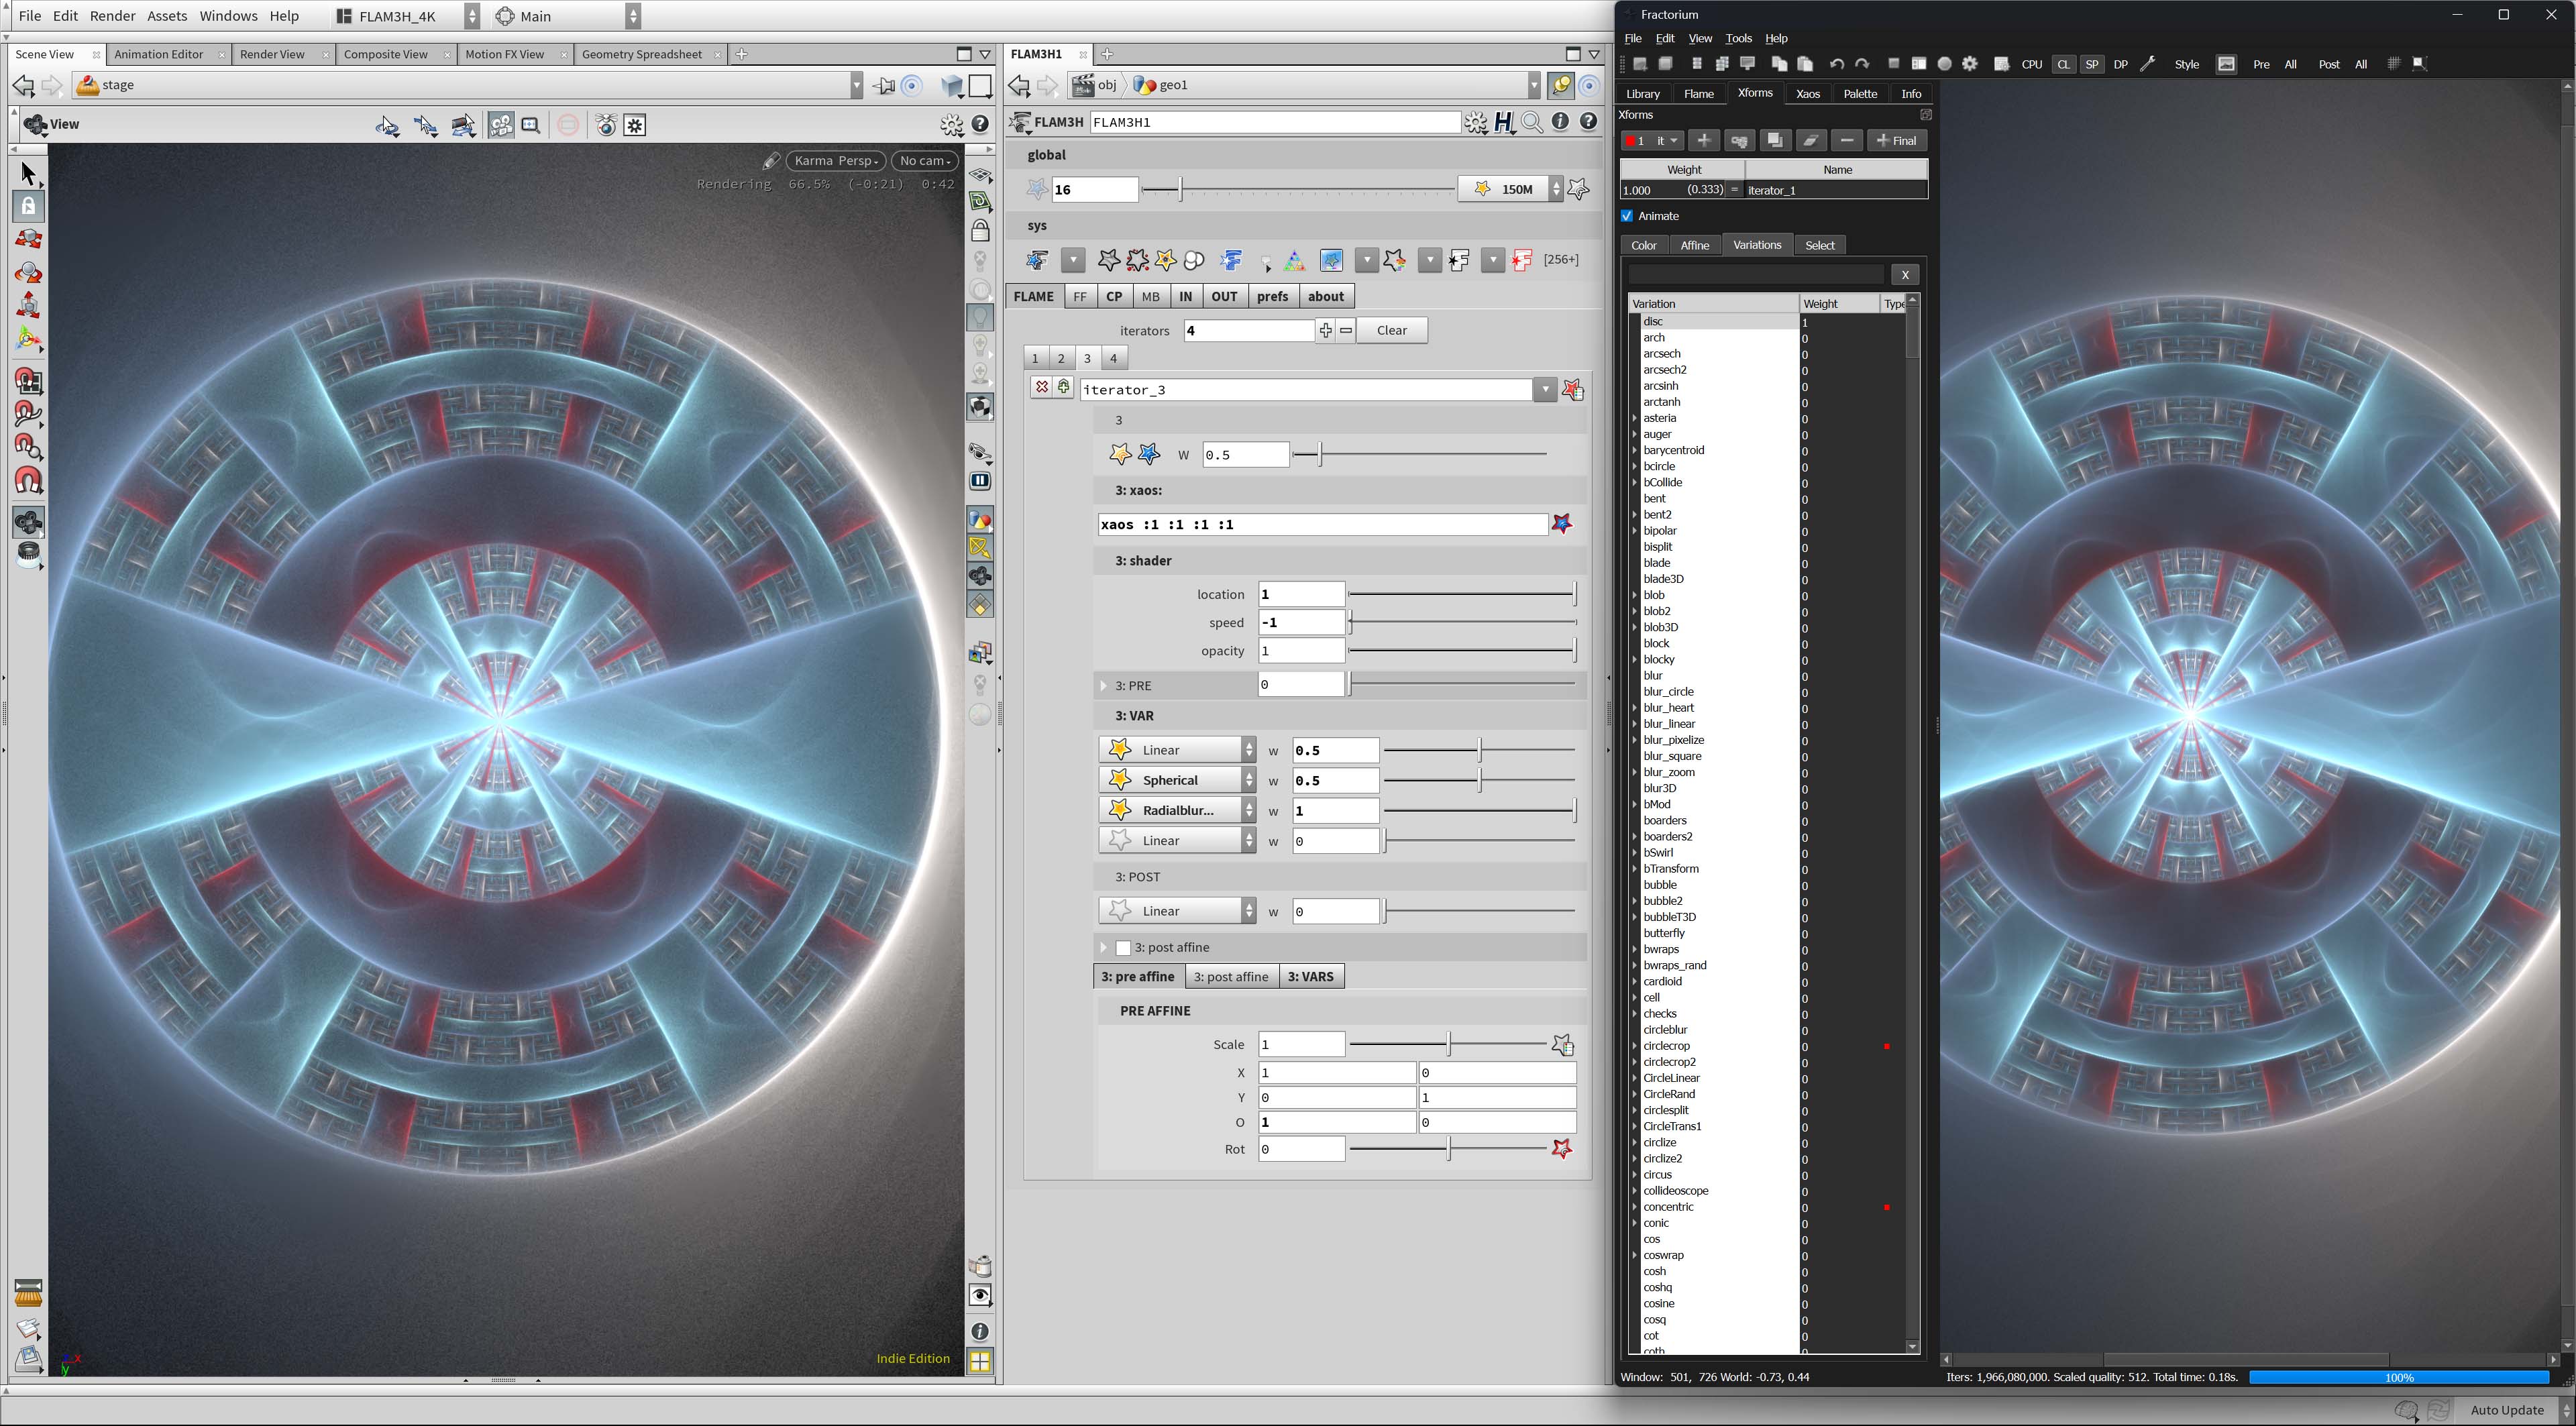 File Edit Render Assets Windows Help FLAM3H_4K Main
Scene View Animation Editor Render View Composite View Motion FX View Geometry Spreadsheet
stage
View
Karma Persp No cam
Rendering 66.5% (-0:21) 0:42
Indie Edition
x
y
FLAM3H1
obj geo1
FLAM3H FLAM3H1
global
16 150M
sys
[256+]
FLAME FF CP MB IN OUT prefs about
iterators 4 Clear
1 2 3 4
iterator_3
3
W 0.5
3: xaos:
xaos :1 :1 :1 :1
3: shader
location 1
speed -1
opacity 1
3: PRE 0
3: VAR
Linear w 0.5
Spherical w 0.5
Radialblur... w 1
Linear w 0
3: POST
Linear w 0
3: post affine
3: pre affine 3: post affine 3: VARS
PRE AFFINE
Scale 1
X 1 0
Y 0 1
O 1 0
Rot 0
Fractorium
File Edit View Tools Help
CPU CL SP DP Style Pre All Post All
Library Flame Xforms Xaos Palette Info
Xforms
1 it Final
Weight Name
1.000 (0.333) = iterator_1
Animate
Color Affine Variations Select
X
Variation Weight Type
disc 1
arch 0
arcsech 0
arcsech2 0
arcsinh 0
arctanh 0
asteria 0
auger 0
barycentroid 0
bcircle 0
bCollide 0
bent 0
bent2 0
bipolar 0
bisplit 0
blade 0
blade3D 0
blob 0
blob2 0
blob3D 0
block 0
blocky 0
blur 0
blur_circle 0
blur_heart 0
blur_linear 0
blur_pixelize 0
blur_square 0
blur_zoom 0
blur3D 0
bMod 0
boarders 0
boarders2 0
bSwirl 0
bTransform 0
bubble 0
bubble2 0
bubbleT3D 0
butterfly 0
bwraps 0
bwraps_rand 0
cardioid 0
cell 0
checks 0
circleblur 0
circlecrop 0
circlecrop2 0
CircleLinear 0
CircleRand 0
circlesplit 0
CircleTrans1 0
circlize 0
circlize2 0
circus 0
collideoscope 0
concentric 0
conic 0
cos 0
coswrap 0
cosh 0
coshq 0
cosine 0
cosq 0
cot 0
coth 0
Window: 501, 726 World: -0.73, 0.44 Iters: 1,966,080,000. Scaled quality: 512. Total time: 0.18s. 100%
Auto Update